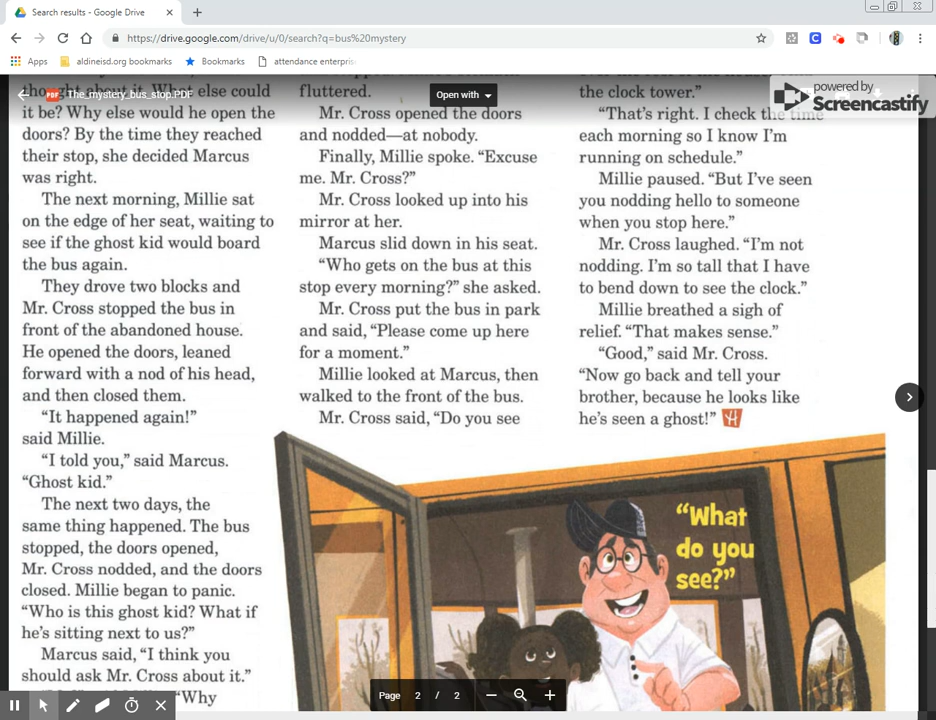 Search results - Google Drive
https://drive.google.com/drive/u/0/search?q=bus%20mystery
Apps
aldineisd.org bookmarks
Bookmarks
attendance enterpris
The_mystery_bus_stop.PDF
Open with
powered by
Screencastify
thought about it. What else could
it be? Why else would he open the
doors? By the time they reached
their stop, she decided Marcus
was right.
The next morning, Millie sat
on the edge of her seat, waiting to
see if the ghost kid would board
the bus again.
They drove two blocks and
Mr. Cross stopped the bus in
front of the abandoned house.
He opened the doors, leaned
forward with a nod of his head,
and then closed them.
“It happened again!”
said Millie.
“I told you,” said Marcus.
“Ghost kid.”
The next two days, the
same thing happened. The bus
stopped, the doors opened,
Mr. Cross nodded, and the doors
closed. Millie began to panic.
“Who is this ghost kid? What if
he’s sitting next to us?”
Marcus said, “I think you
should ask Mr. Cross about it.”
“Why
fluttered.
Mr. Cross opened the doors
and nodded—at nobody.
Finally, Millie spoke. “Excuse
me. Mr. Cross?”
Mr. Cross looked up into his
mirror at her.
Marcus slid down in his seat.
“Who gets on the bus at this
stop every morning?” she asked.
Mr. Cross put the bus in park
and said, “Please come up here
for a moment.”
Millie looked at Marcus, then
walked to the front of the bus.
Mr. Cross said, “Do you see
the clock tower.”
“That’s right. I check the time
each morning so I know I’m
running on schedule.”
Millie paused. “But I’ve seen
you nodding hello to someone
when you stop here.”
Mr. Cross laughed. “I’m not
nodding. I’m so tall that I have
to bend down to see the clock.”
Millie breathed a sigh of
relief. “That makes sense.”
“Good,” said Mr. Cross.
“Now go back and tell your
brother, because he looks like
he’s seen a ghost!” H
“What
do you
see?”
Page 2 / 2